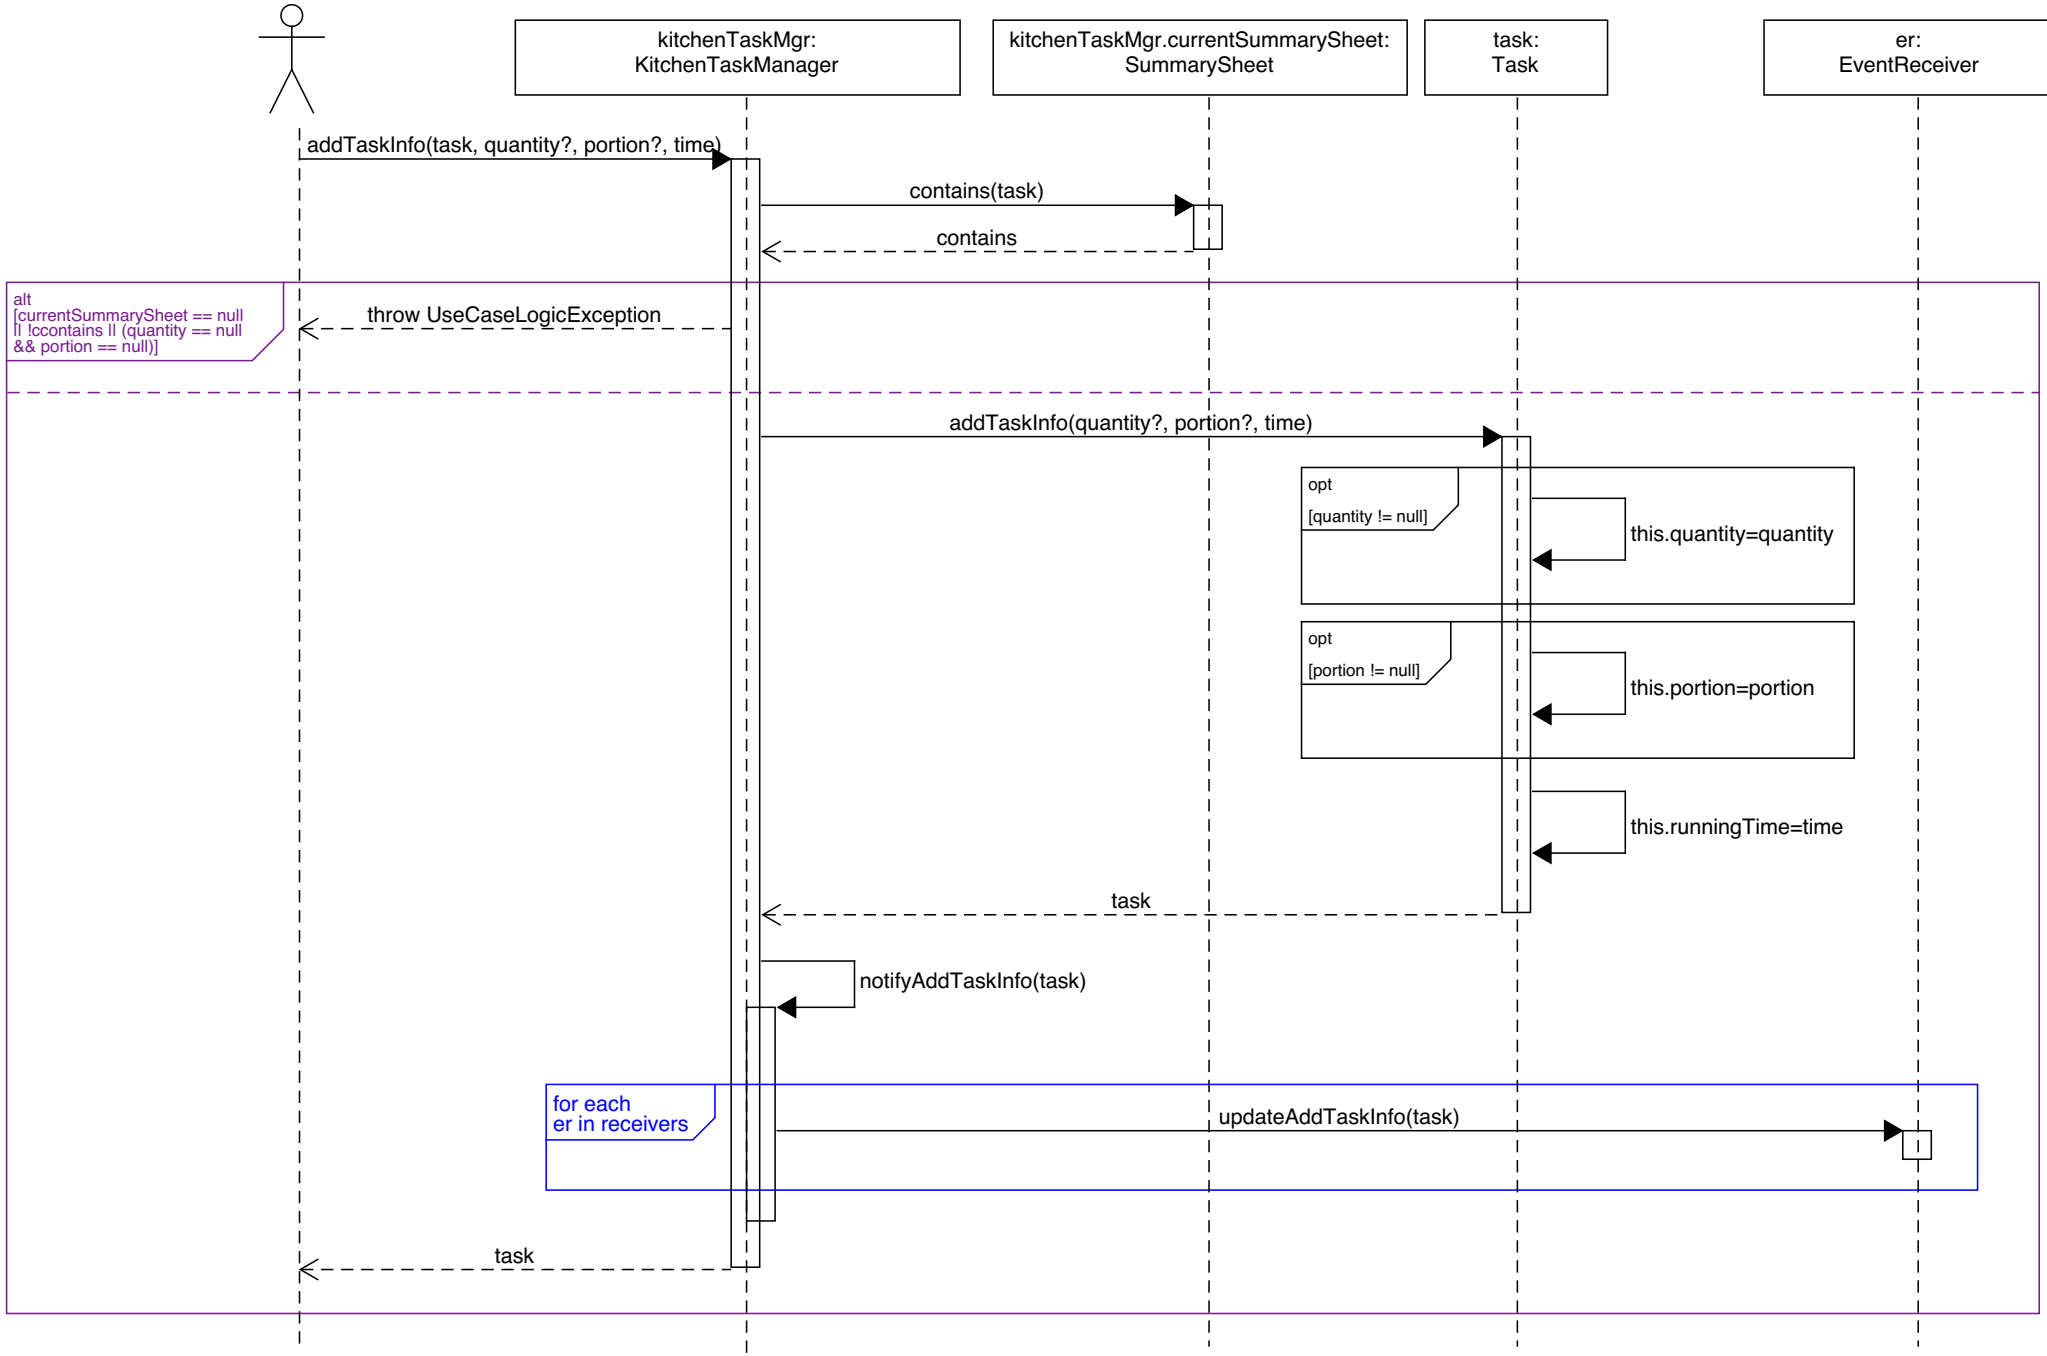 kitchenTaskMgr:
KitchenTaskManager
kitchenTaskMgr.currentSummarySheet:
SummarySheet
task:
Task
er:
EventReceiver
addTaskInfo(task, quantity?, portion?, time)
contains(task)
contains
alt
[currentSummarySheet == null
|| !ccontains || (quantity == null
&& portion == null)]
throw UseCaseLogicException
addTaskInfo(quantity?, portion?, time)
opt
[quantity != null]
this.quantity=quantity
opt
[portion != null]
this.portion=portion
this.runningTime=time
task
notifyAddTaskInfo(task)
for each
er in receivers
updateAddTaskInfo(task)
task